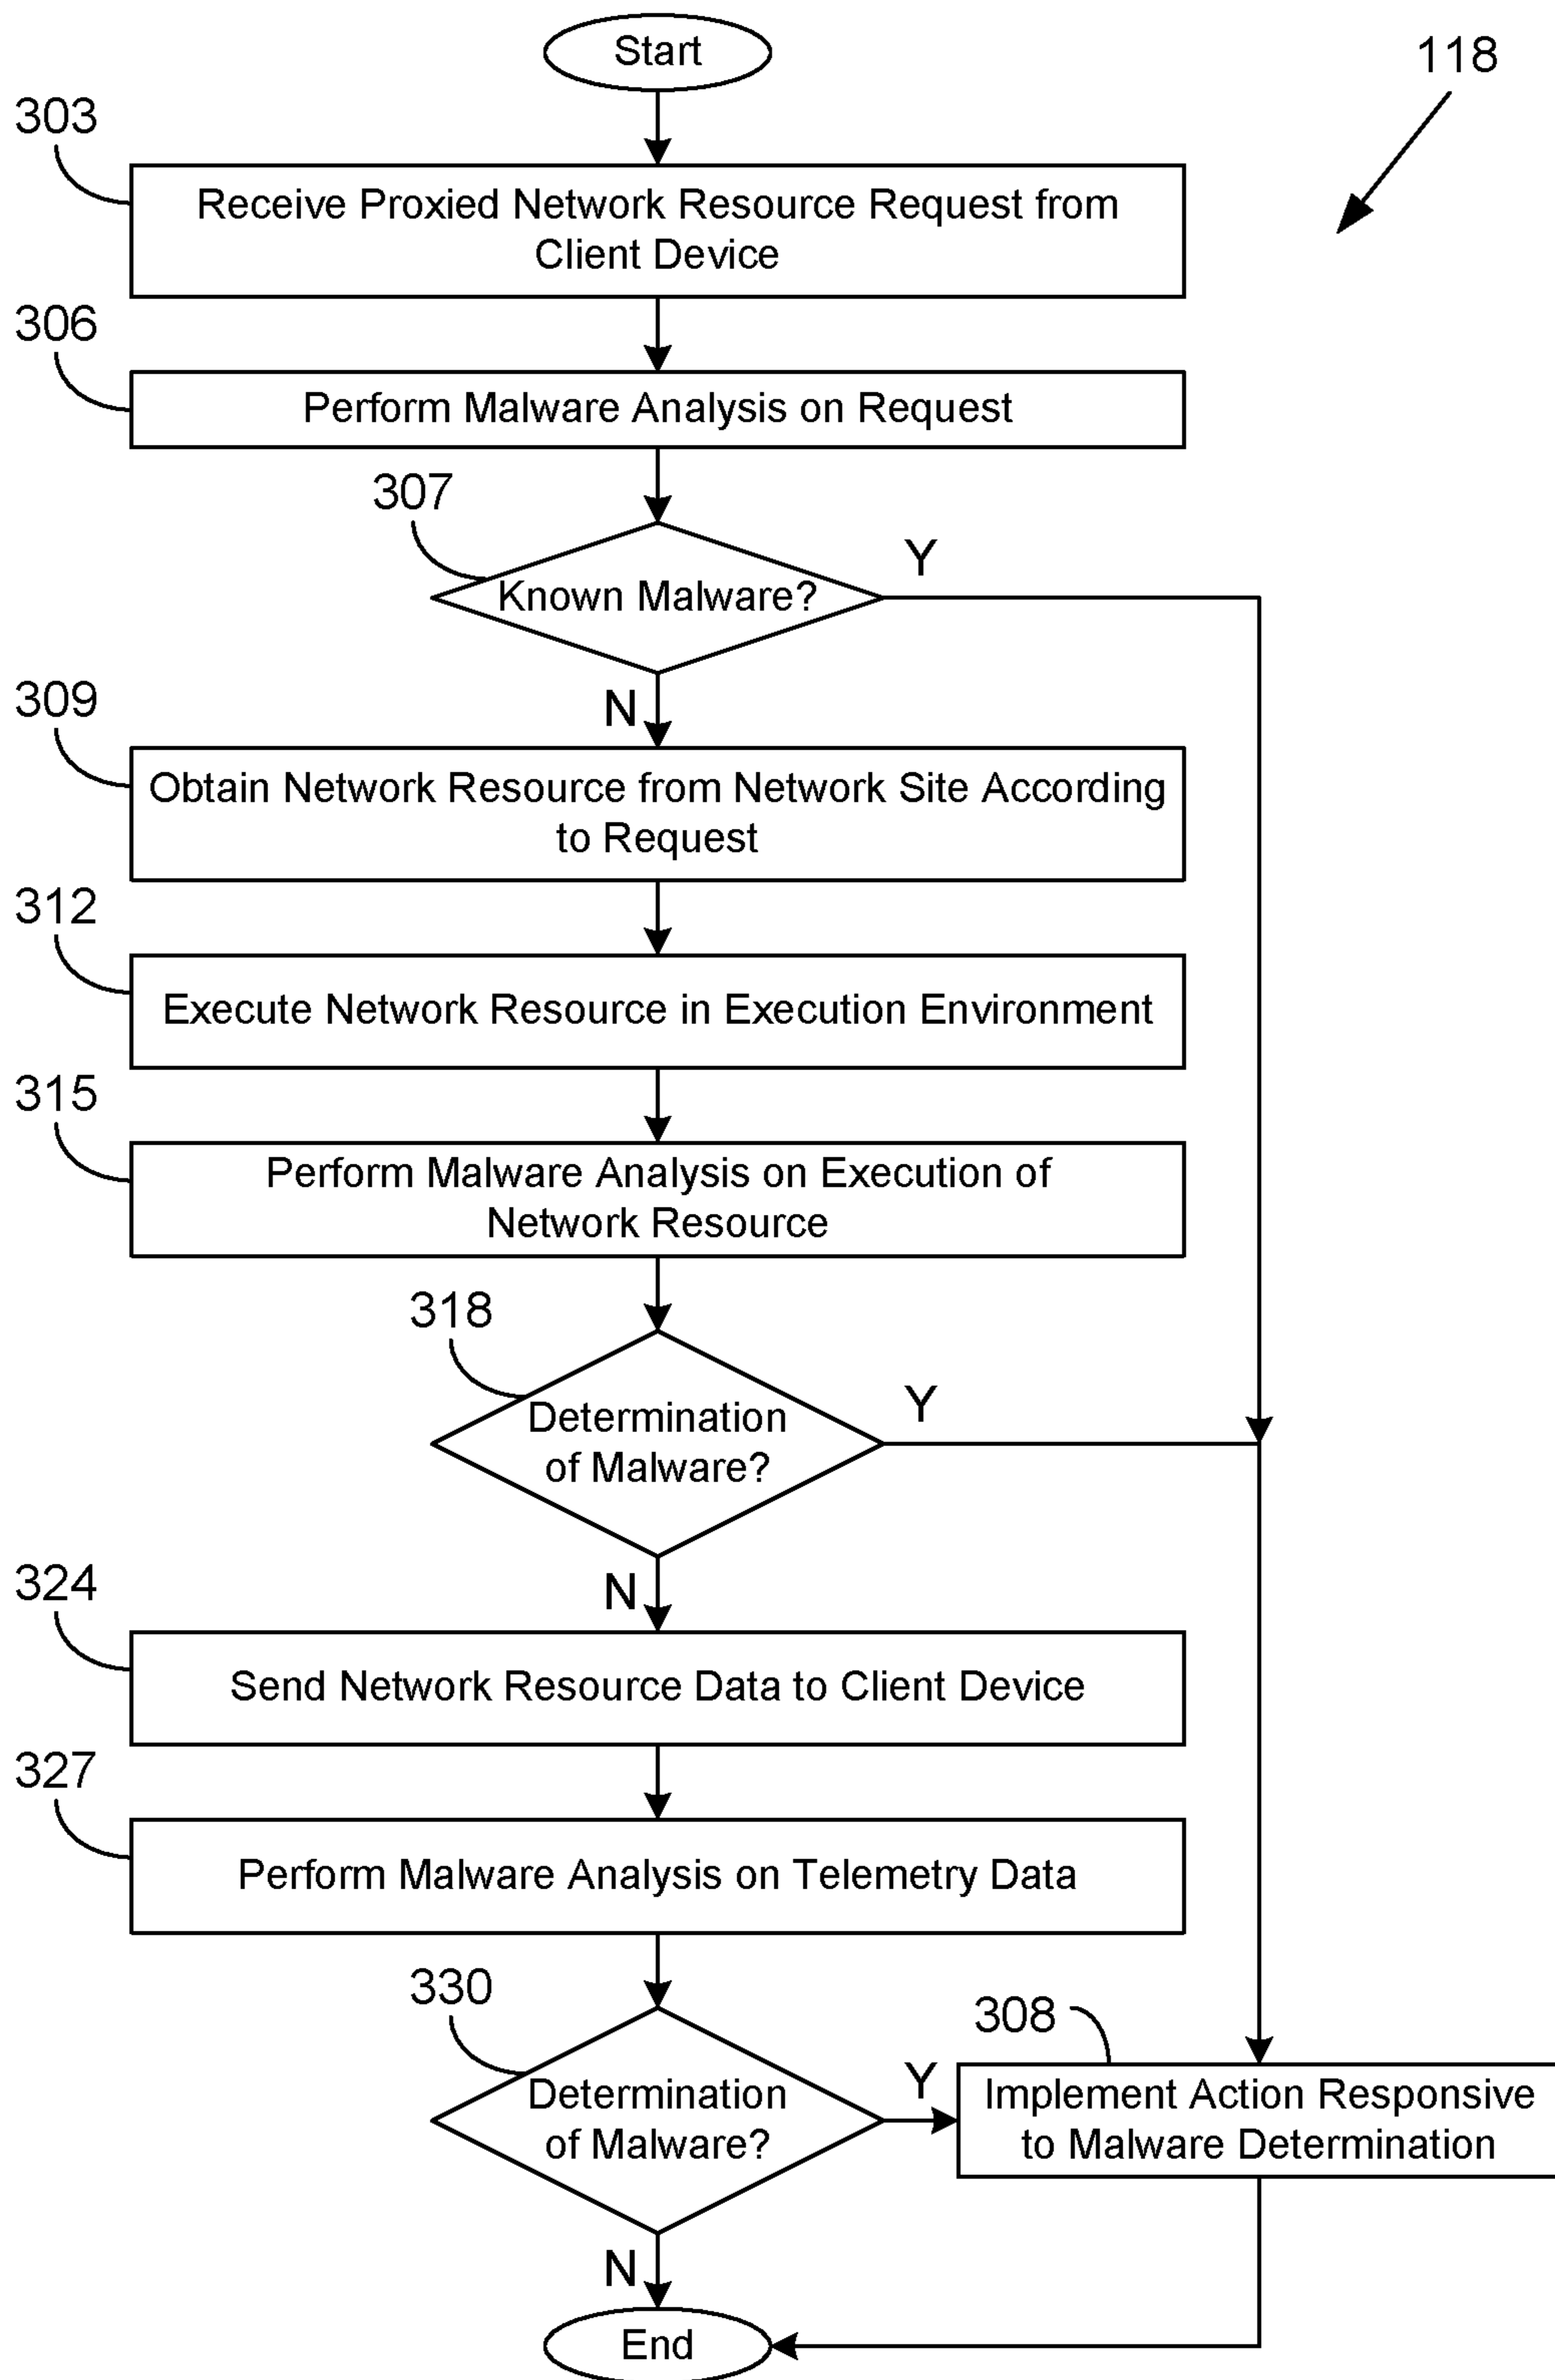 Start
118
303
Receive Proxied Network Resource Request from
Client Device
306
Perform Malware Analysis on Request
307
Known Malware?
Y
N
309
Obtain Network Resource from Network Site According
to Request
312
Execute Network Resource in Execution Environment
315
Perform Malware Analysis on Execution of
Network Resource
318
Determination
of Malware?
Y
N
324
Send Network Resource Data to Client Device
327
Perform Malware Analysis on Telemetry Data
330
Determination
of Malware?
Y
308
Implement Action Responsive
to Malware Determination
N
End